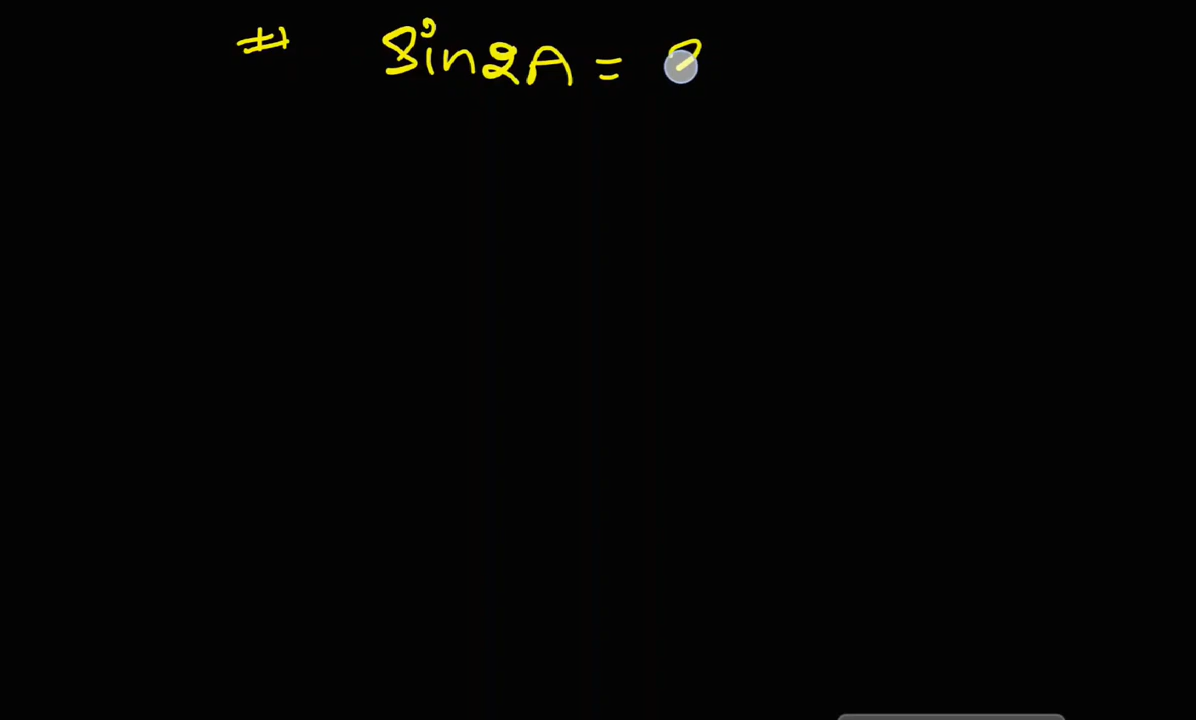 # Sin2A =